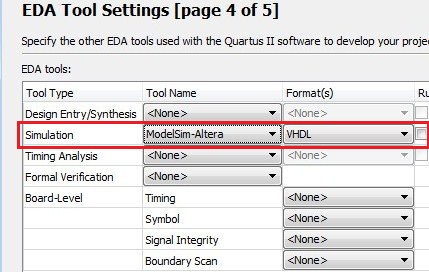 EDA Tool Settings [page 4 of 5]
Specify the other EDA tools used with the Quartus II software to develop your
EDA tools:
Tool Type Tool Name Format(s)
Design Entry/Synthesis <None> <None>
Simulation ModelSim-Altera VHDL
Timing Analysis <None> <None>
Formal Verification <None>
Board-Level Timing <None>
Symbol <None>
Signal Integrity <None>
Boundary Scan <None>